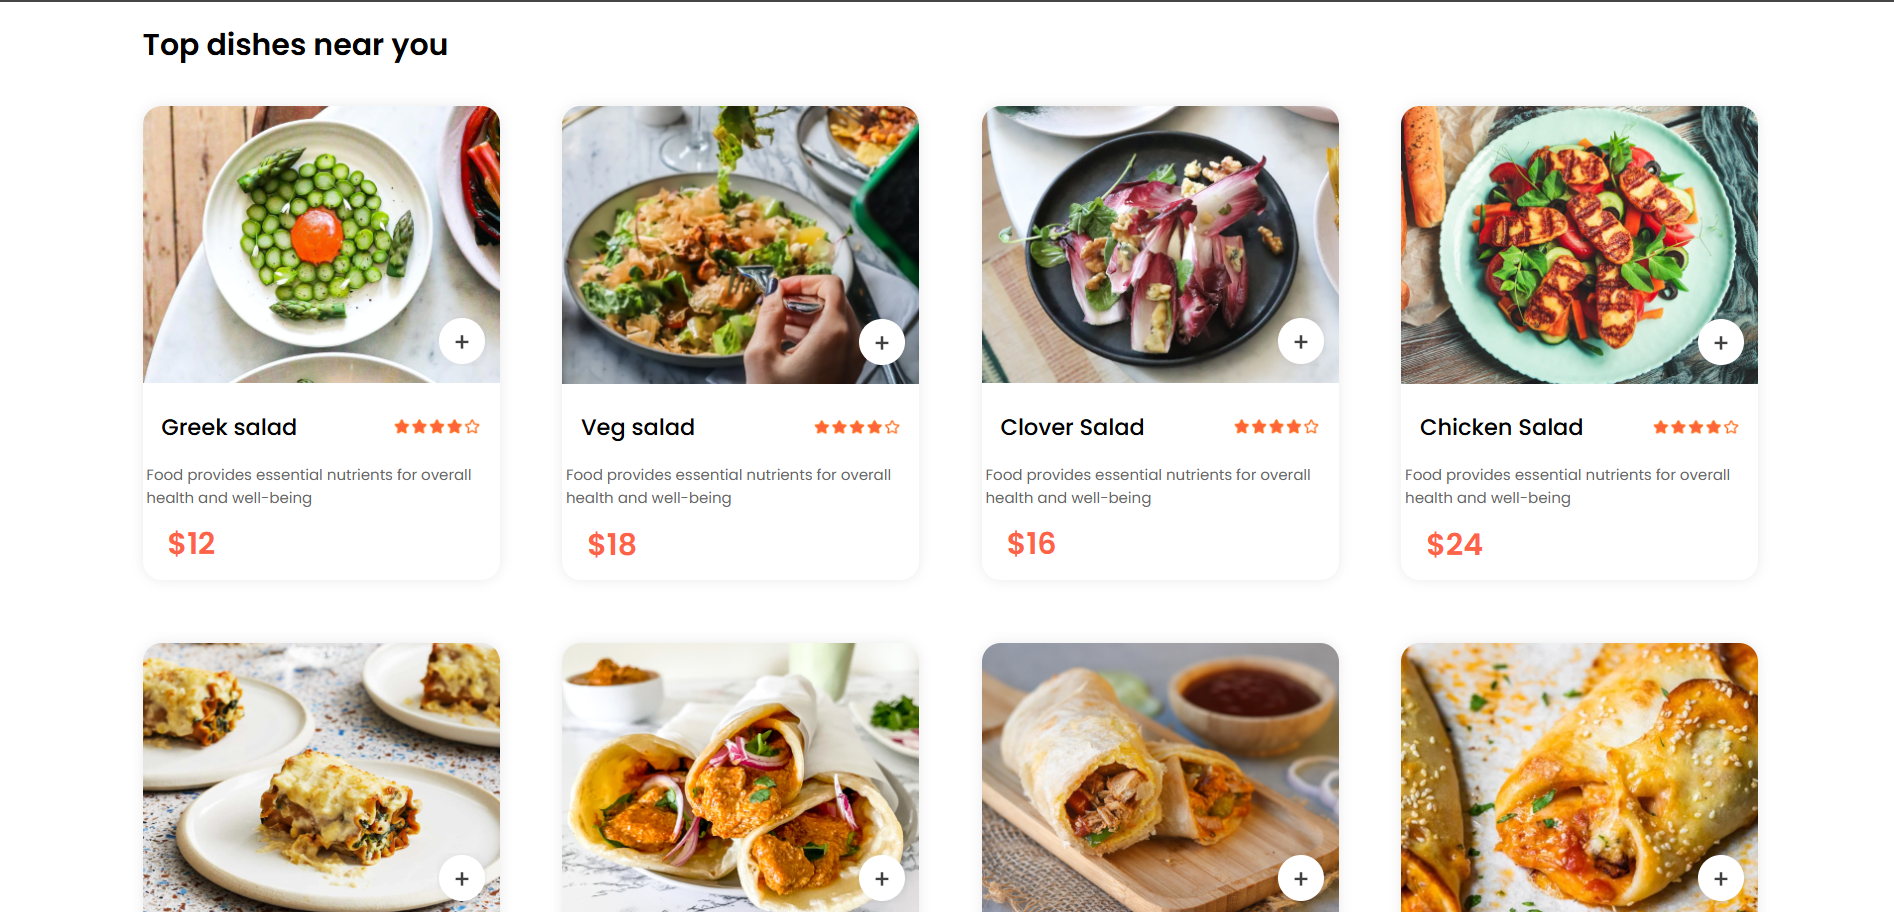 Top dishes near you
Greek salad
Food provides essential nutrients for overall
health and well-being
$12
Veg salad
Food provides essential nutrients for overall
health and well-being
$18
Clover Salad
Food provides essential nutrients for overall
health and well-being
$16
Chicken Salad
Food provides essential nutrients for overall
health and well-being
$24